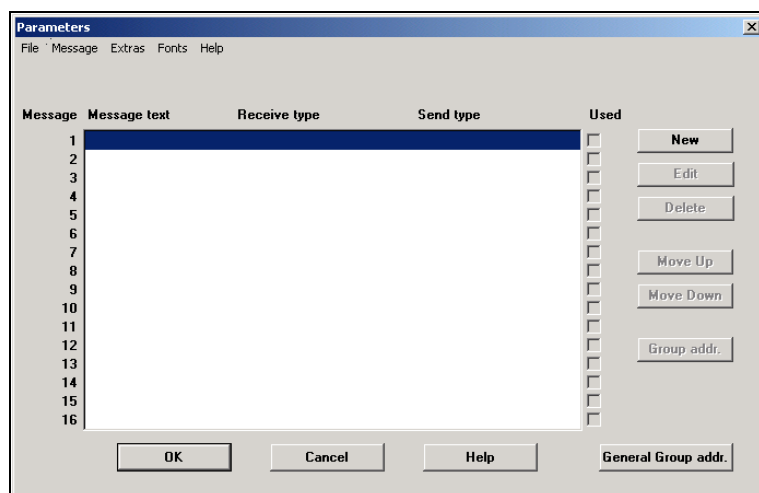 Parameters
File Message Extras Fonts Help
Message Message text Receive type Send type Used
1
2
3
4
5
6
7
8
9
10
11
12
13
14
15
16
New
Edit
Delete
Move Up
Move Down
Group addr.
OK Cancel Help General Group addr.